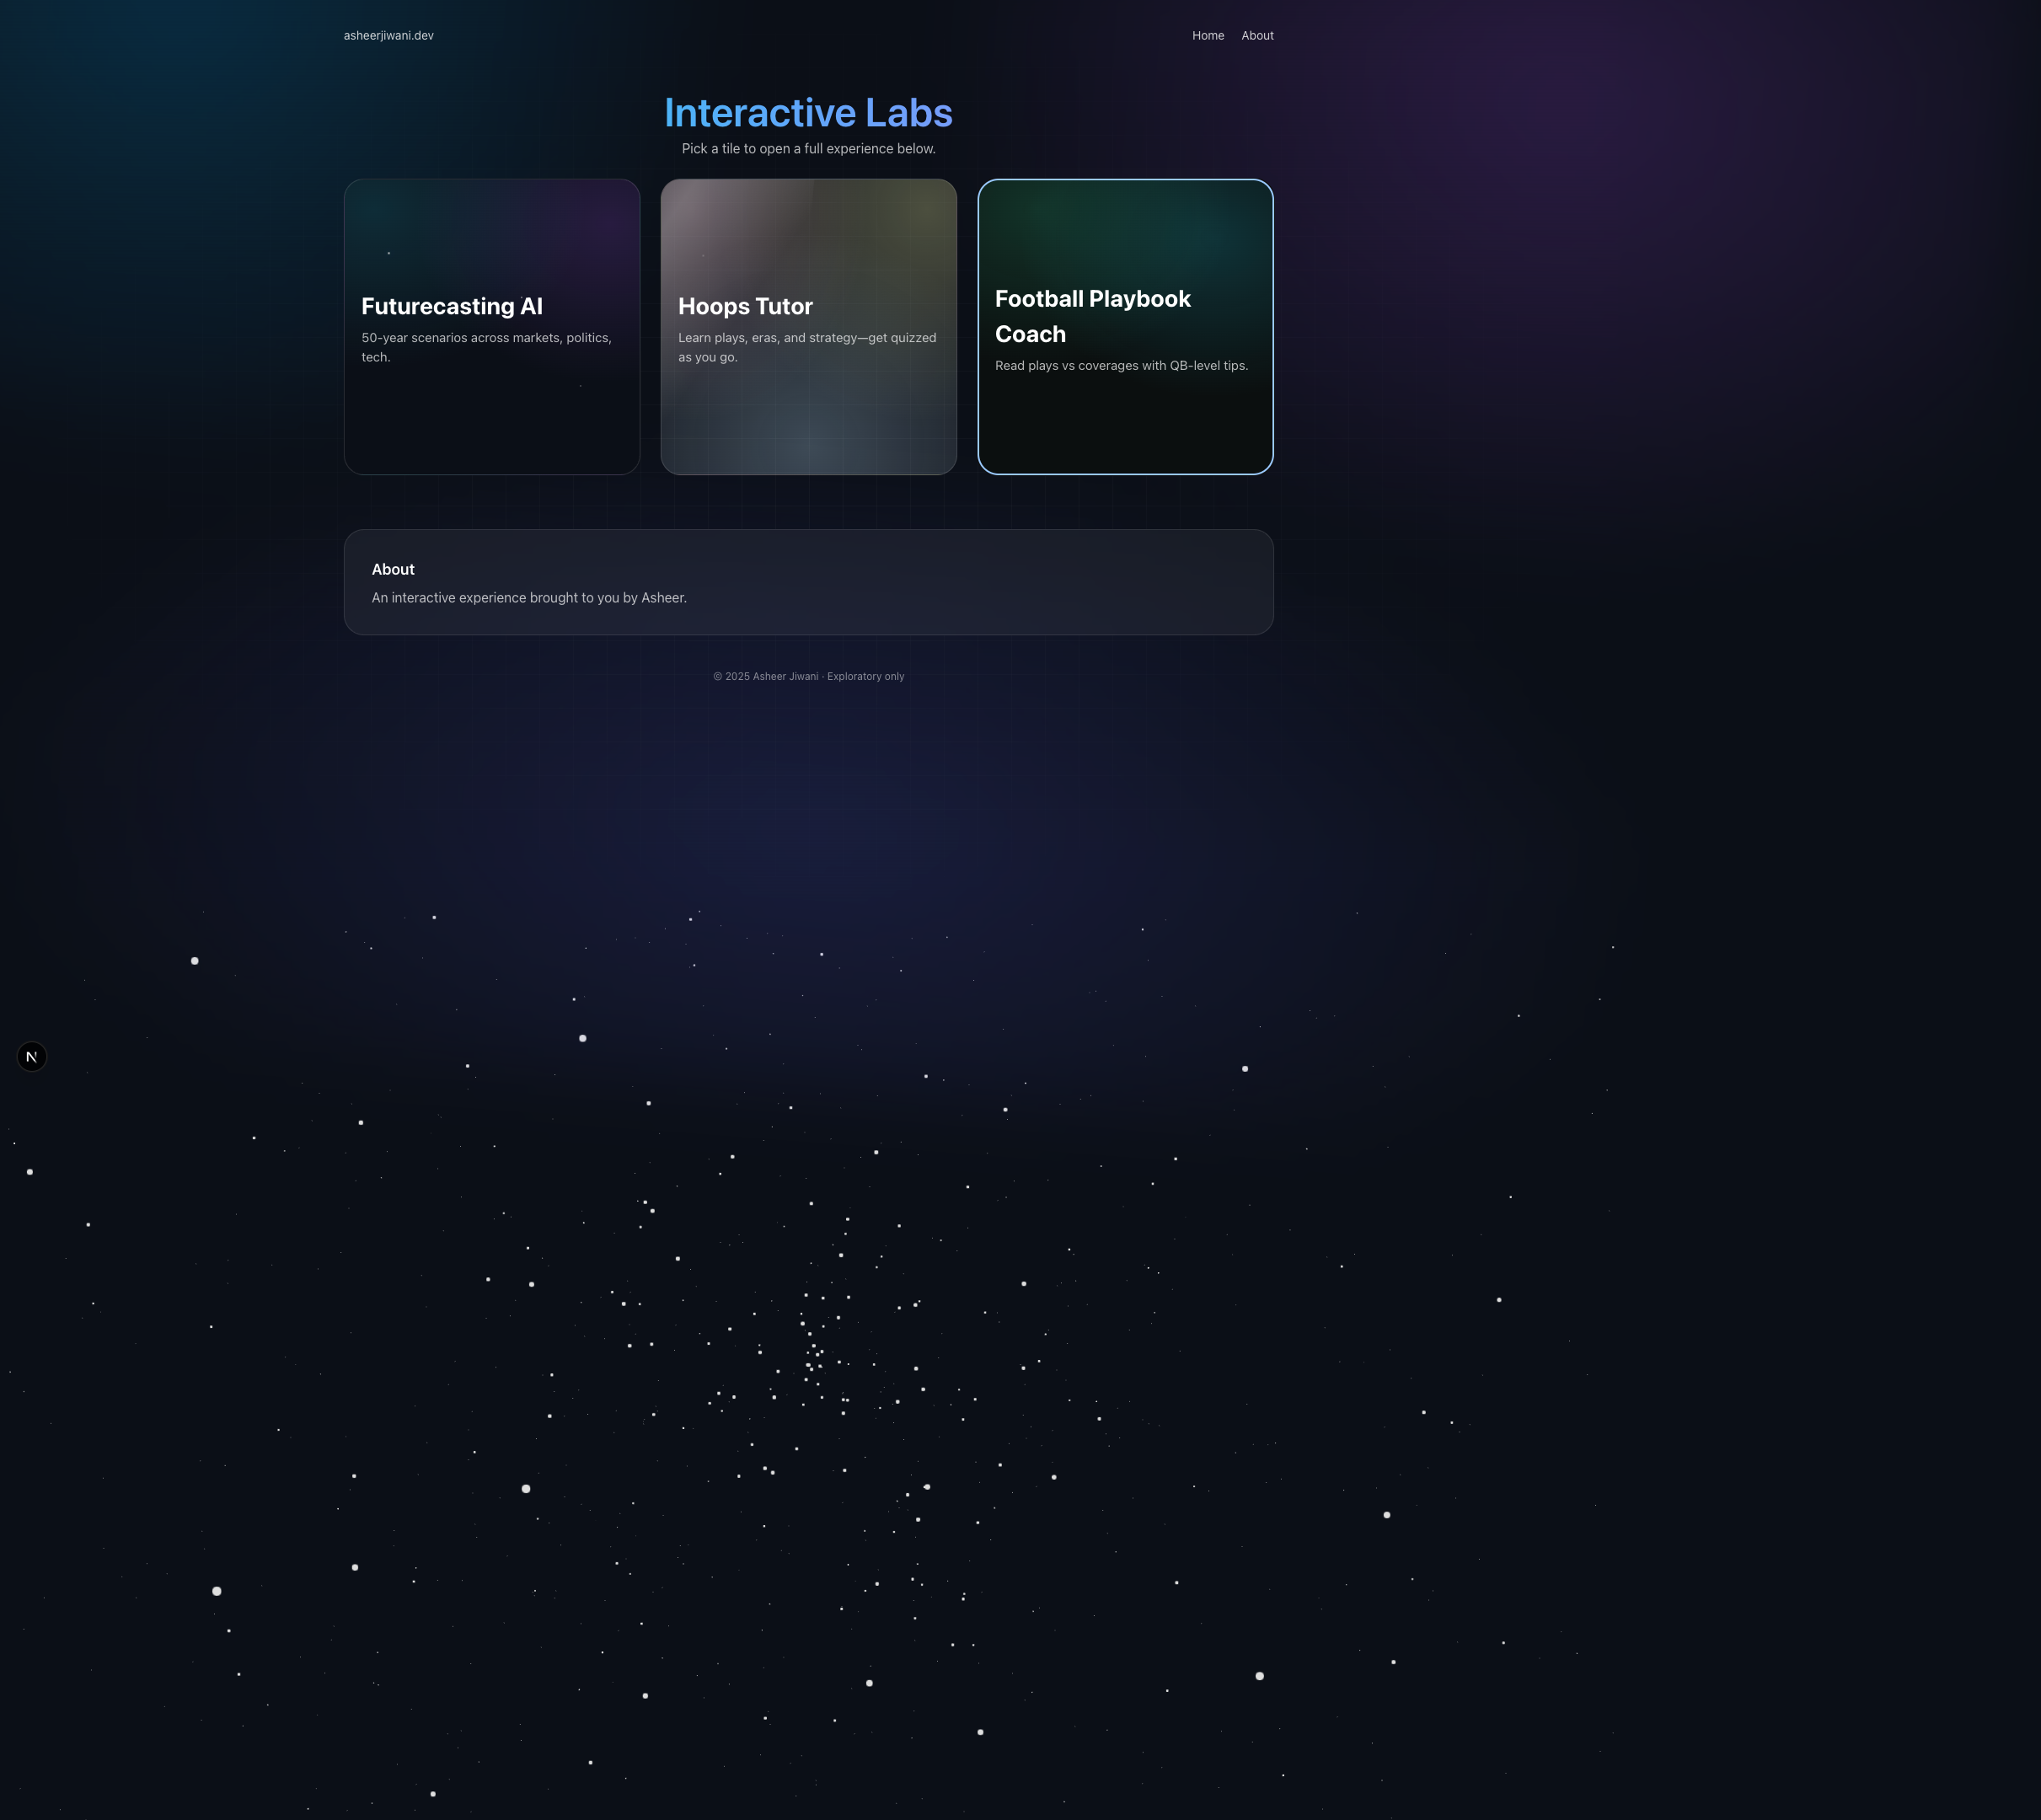 asheerjiwani.dev
Home About
Interactive Labs
Pick a tile to open a full experience below.
Futurecasting AI
50-year scenarios across markets, politics,
tech.
Hoops Tutor
Learn plays, eras, and strategy—get quizzed
as you go.
Football Playbook
Coach
Read plays vs coverages with QB-level tips.
About
An interactive experience brought to you by Asheer.
© 2025 Asheer Jiwani · Exploratory only
N